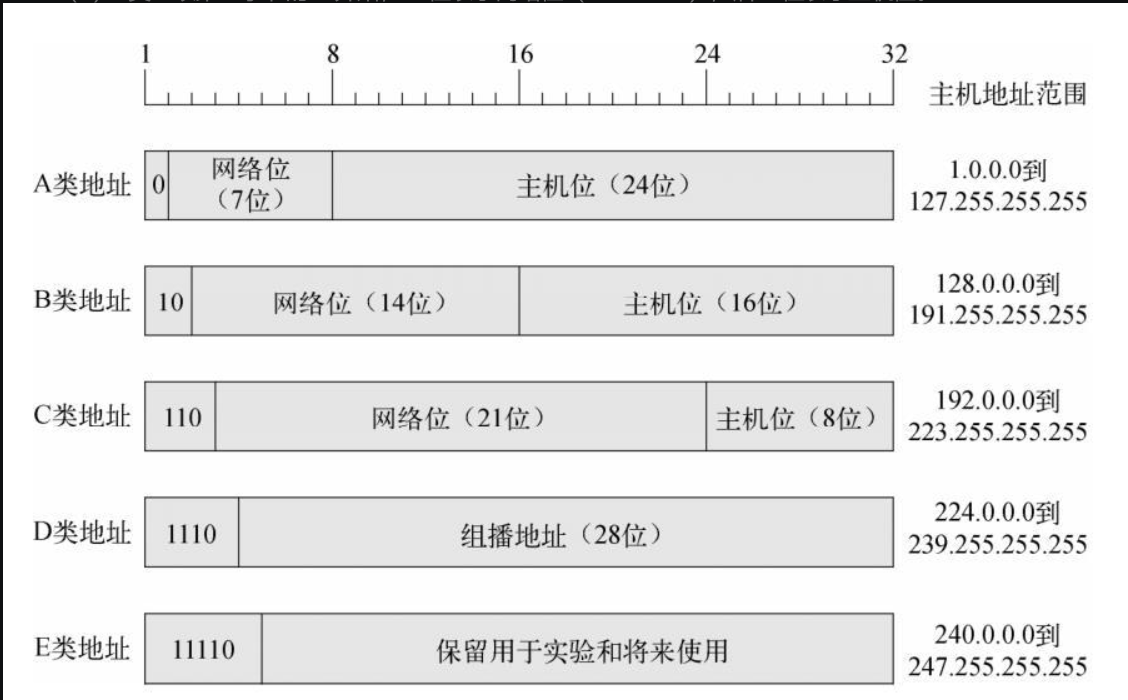 1 8 16 24 32
主机地址范围
A类地址 0 网络位（7位） 主机位（24位） 1.0.0.0到
127.255.255.255
B类地址 10 网络位（14位） 主机位（16位） 128.0.0.0到
191.255.255.255
C类地址 110 网络位（21位） 主机位（8位） 192.0.0.0到
223.255.255.255
D类地址 1110 组播地址（28位） 224.0.0.0到
239.255.255.255
E类地址 11110 保留用于实验和将来使用 240.0.0.0到
247.255.255.255